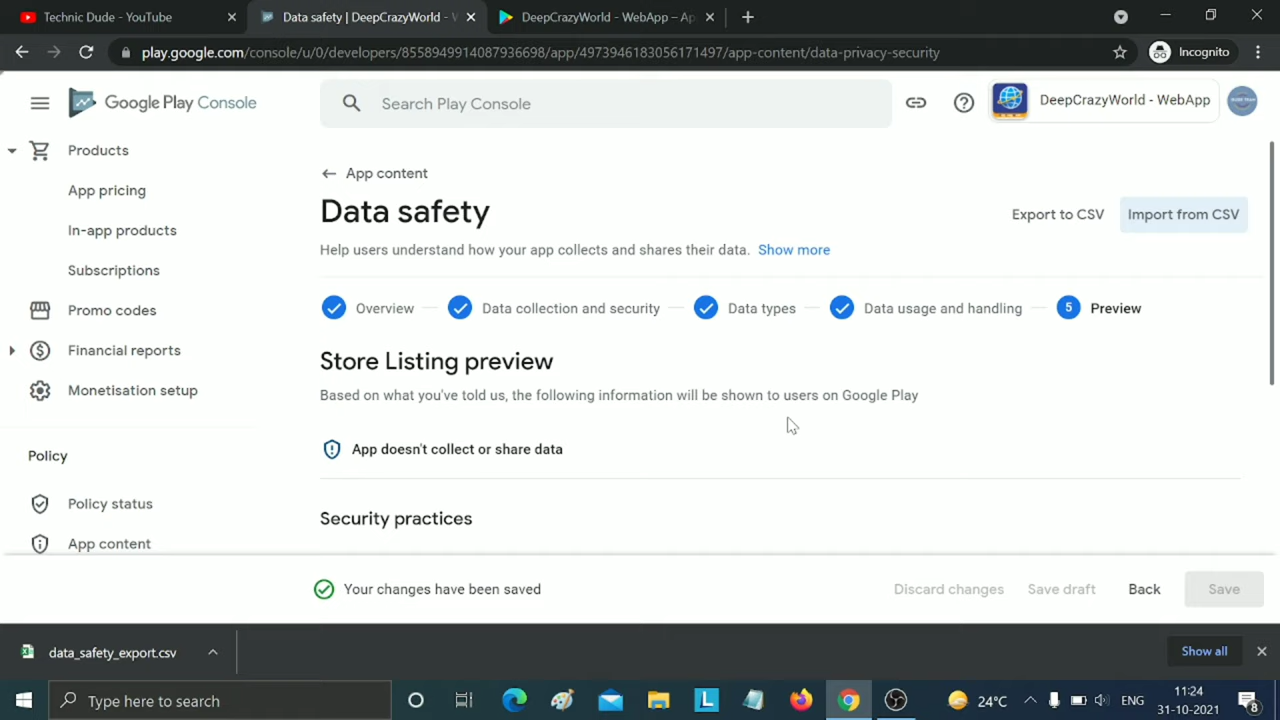 Technic Dude - YouTube
Data safety | DeepCrazyWorld - W
DeepCrazyWorld - WebApp – Ap
play.google.com/console/u/0/developers/8558949914087936698/app/4973946183056171497/app-content/data-privacy-security
Incognito
Google Play Console
Search Play Console
DeepCrazyWorld - WebApp
Products
App pricing
In-app products
Subscriptions
Promo codes
Financial reports
Monetisation setup
Policy
Policy status
App content
App content
Data safety
Export to CSV
Import from CSV
Help users understand how your app collects and shares their data. Show more
Overview
Data collection and security
Data types
Data usage and handling
5 Preview
Store Listing preview
Based on what you've told us, the following information will be shown to users on Google Play
App doesn't collect or share data
Security practices
Your changes have been saved
Discard changes
Save draft
Back
Save
data_safety_export.csv
Show all
Type here to search
L
24°C
ENG
11:24
31-10-2021
8